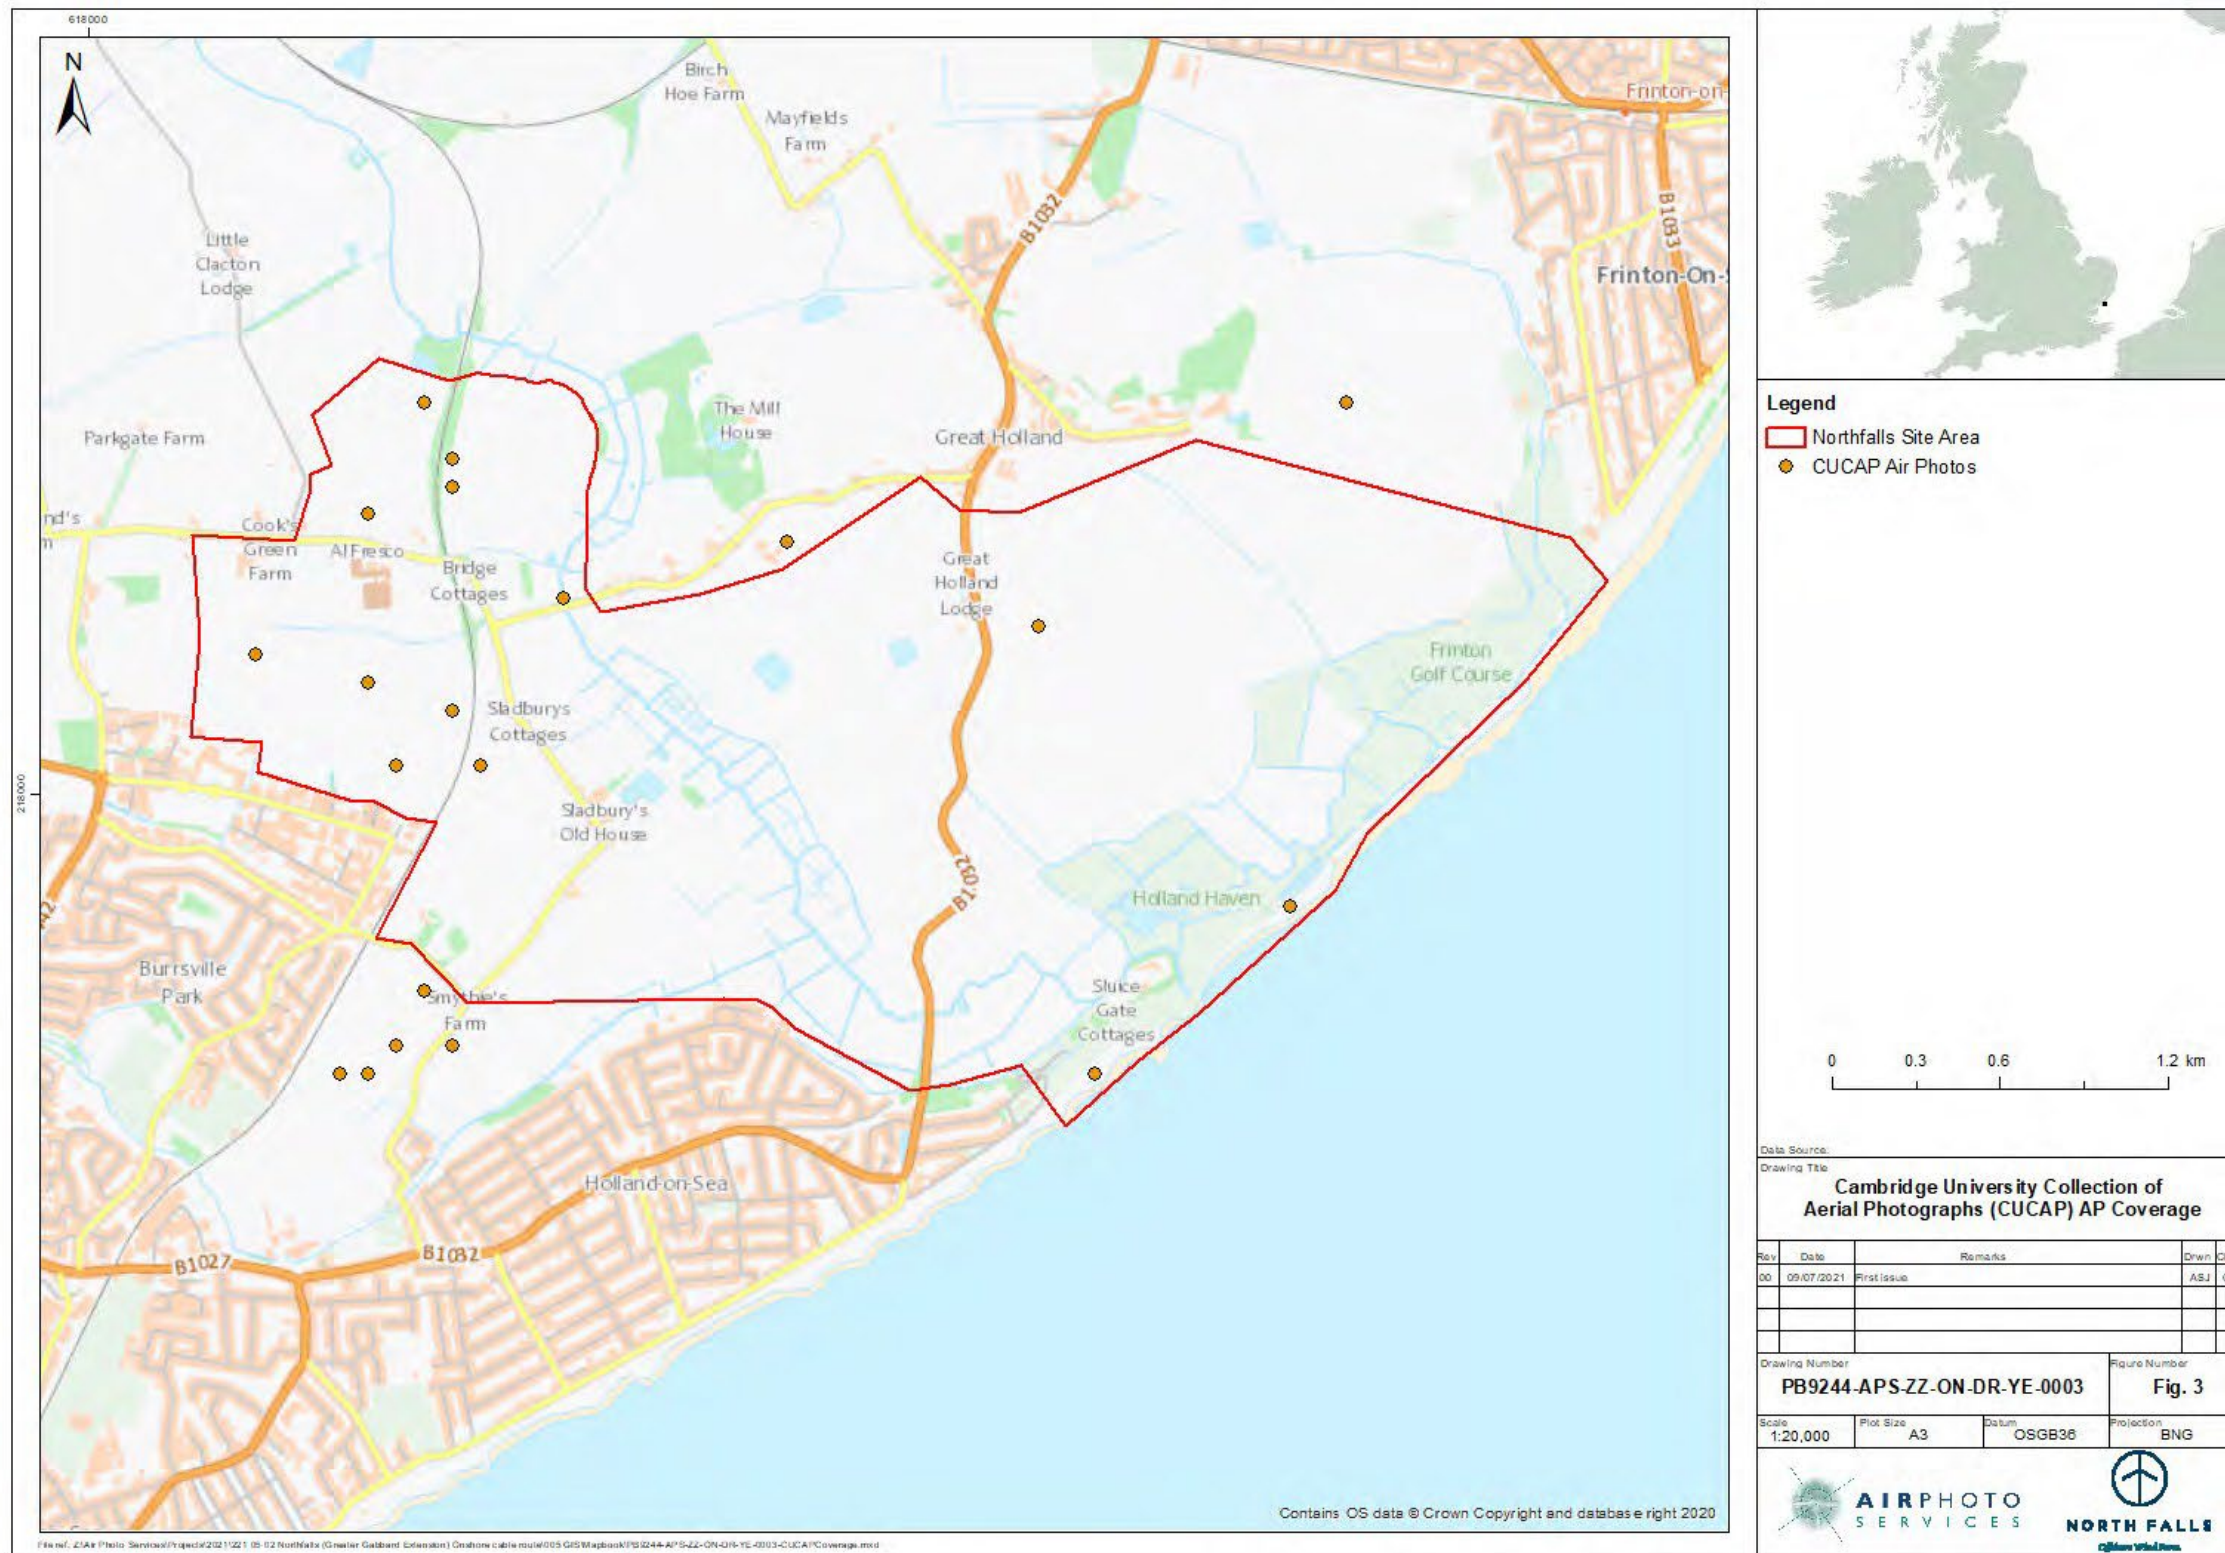 618000
N
Birch
Hoe Farm
Mayfields
Farm
B1032
Frinton-on-
B1033
Frinton-On-
Little
Clacton
Lodge
Parkgate Farm
The Mill
House
Great Holland
nd's
m
Cook's
Green
Farm
Al Fresco
Bridge
Cottages
Great
Holland
Lodge
Frinton
Golf Course
Sladburys
Cottages
218000
Sladbury's
Old House
B1032
Holland Haven
42
Burrsville
Park
Smythie's
Farm
Sluice
Gate
Cottages
Holland-on-Sea
B1027
B1032
Contains OS data © Crown Copyright and database right 2020
Legend
Northfalls Site Area
CUCAP Air Photos
0 0.3 0.6 1.2 km
Data Source:
Drawing Title
Cambridge University Collection of
Aerial Photographs (CUCAP) AP Coverage
Rev Date Remarks Drwn
00 09/07/2021 First issue ASJ
Drawing Number
PB9244-APS-ZZ-ON-DR-YE-0003
Figure Number
Fig. 3
Scale
1:20,000
Plot Size
A3
Datum
OSGB36
Projection
BNG
AIRPHOTO
SERVICES
NORTH FALLS
Offshore Wind Farm